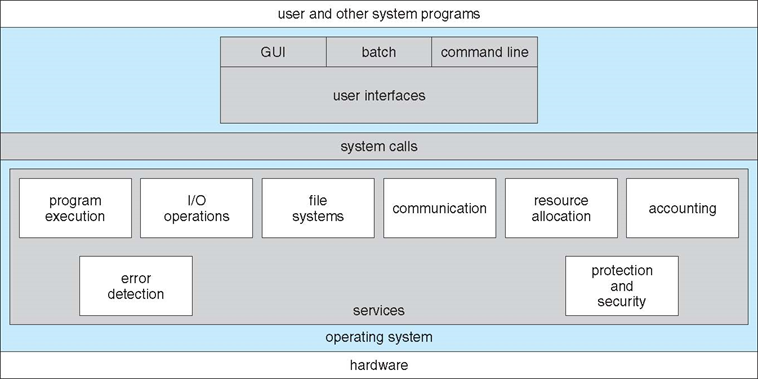 user and other system programs
GUI
batch
command line
user interfaces
system calls
program
execution
I/O
operations
file
systems
communication
resource
allocation
accounting
error
detection
protection
and
security
services
operating system
hardware